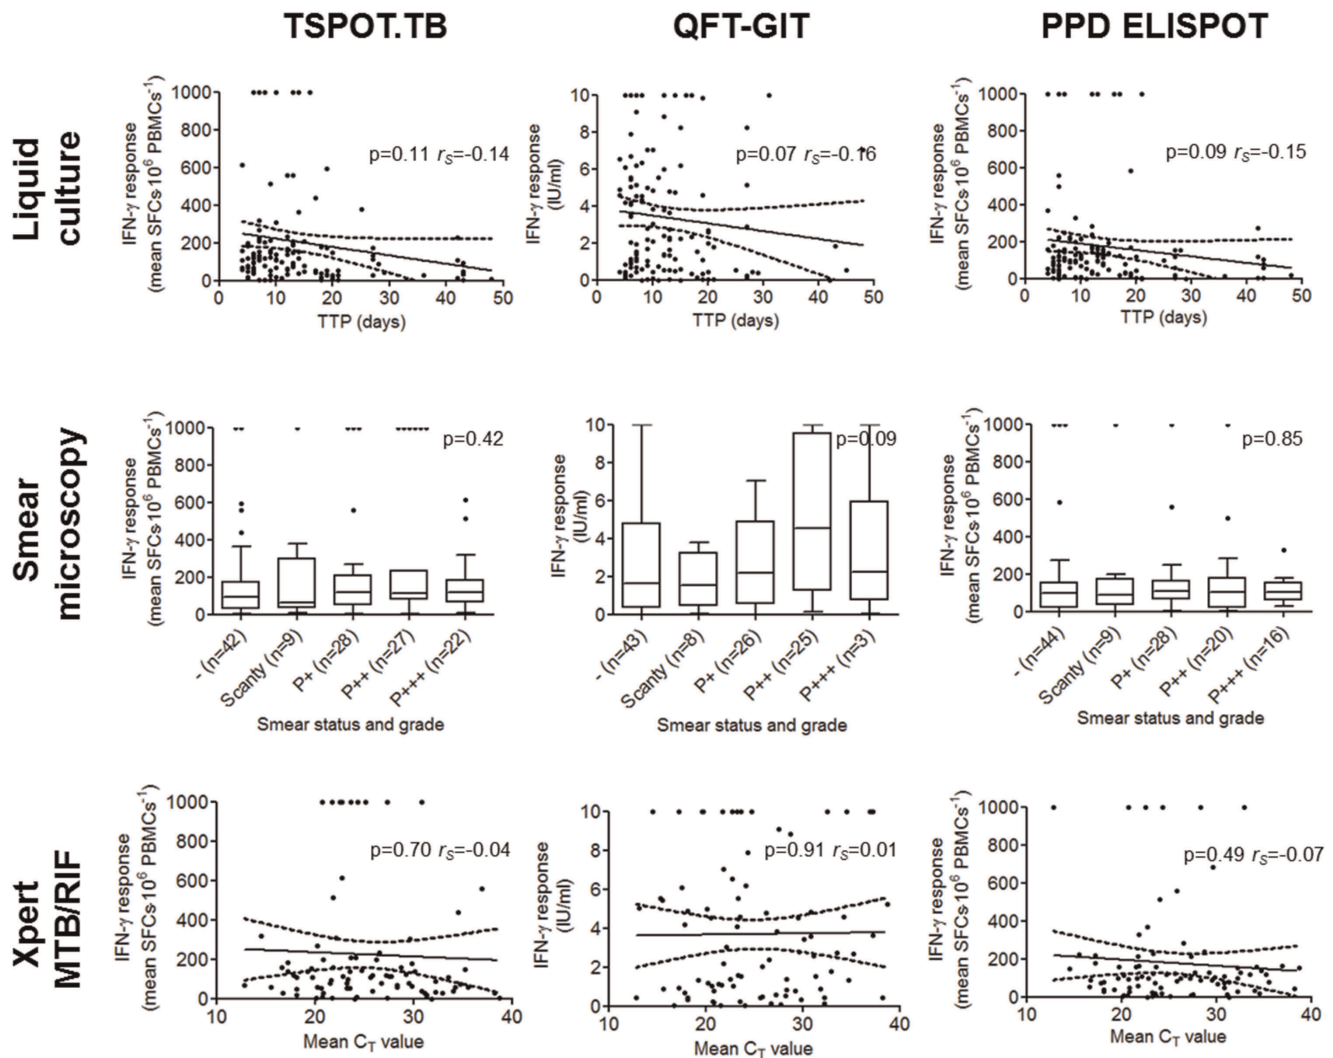 TSPOT.TB
QFT-GIT
PPD ELISPOT
Liquid
culture
IFN-γ response
(mean SFCs·10⁶ PBMCs⁻¹)
1000
800
600
400
200
0
p=0.11 rS=-0.14
0 10 20 30 40 50
TTP (days)
IFN-γ response
(IU/ml)
10
8
6
4
2
0
p=0.07 rS=-0.16
0 10 20 30 40 50
TTP (days)
IFN-γ response
(mean SFCs·10⁶ PBMCs⁻¹)
1000
800
600
400
200
0
p=0.09 rS=-0.15
0 10 20 30 40 50
TTP (days)
Smear
microscopy
IFN-γ response
(mean SFCs·10⁶ PBMCs⁻¹)
1000
800
600
400
200
0
p=0.42
- (n=42)
Scanty (n=9)
P+ (n=28)
P++ (n=27)
P+++ (n=22)
Smear status and grade
IFN-γ response
(IU/ml)
10
8
6
4
2
0
p=0.09
- (n=43)
Scanty (n=8)
P+ (n=26)
P++ (n=25)
P+++ (n=3)
Smear status and grade
IFN-γ response
(mean SFCs·10⁶ PBMCs⁻¹)
1000
800
600
400
200
0
p=0.85
- (n=44)
Scanty (n=9)
P+ (n=28)
P++ (n=20)
P+++ (n=16)
Smear status and grade
Xpert
MTB/RIF
IFN-γ response
(mean SFCs·10⁶ PBMCs⁻¹)
1000
800
600
400
200
0
p=0.70 rS=-0.04
10 20 30 40
Mean CT value
IFN-γ response
(IU/ml)
10
8
6
4
2
0
p=0.91 rS=0.01
10 20 30 40
Mean CT value
IFN-γ response
(mean SFCs·10⁶ PBMCs⁻¹)
1000
800
600
400
200
0
p=0.49 rS=-0.07
10 20 30 40
Mean CT value